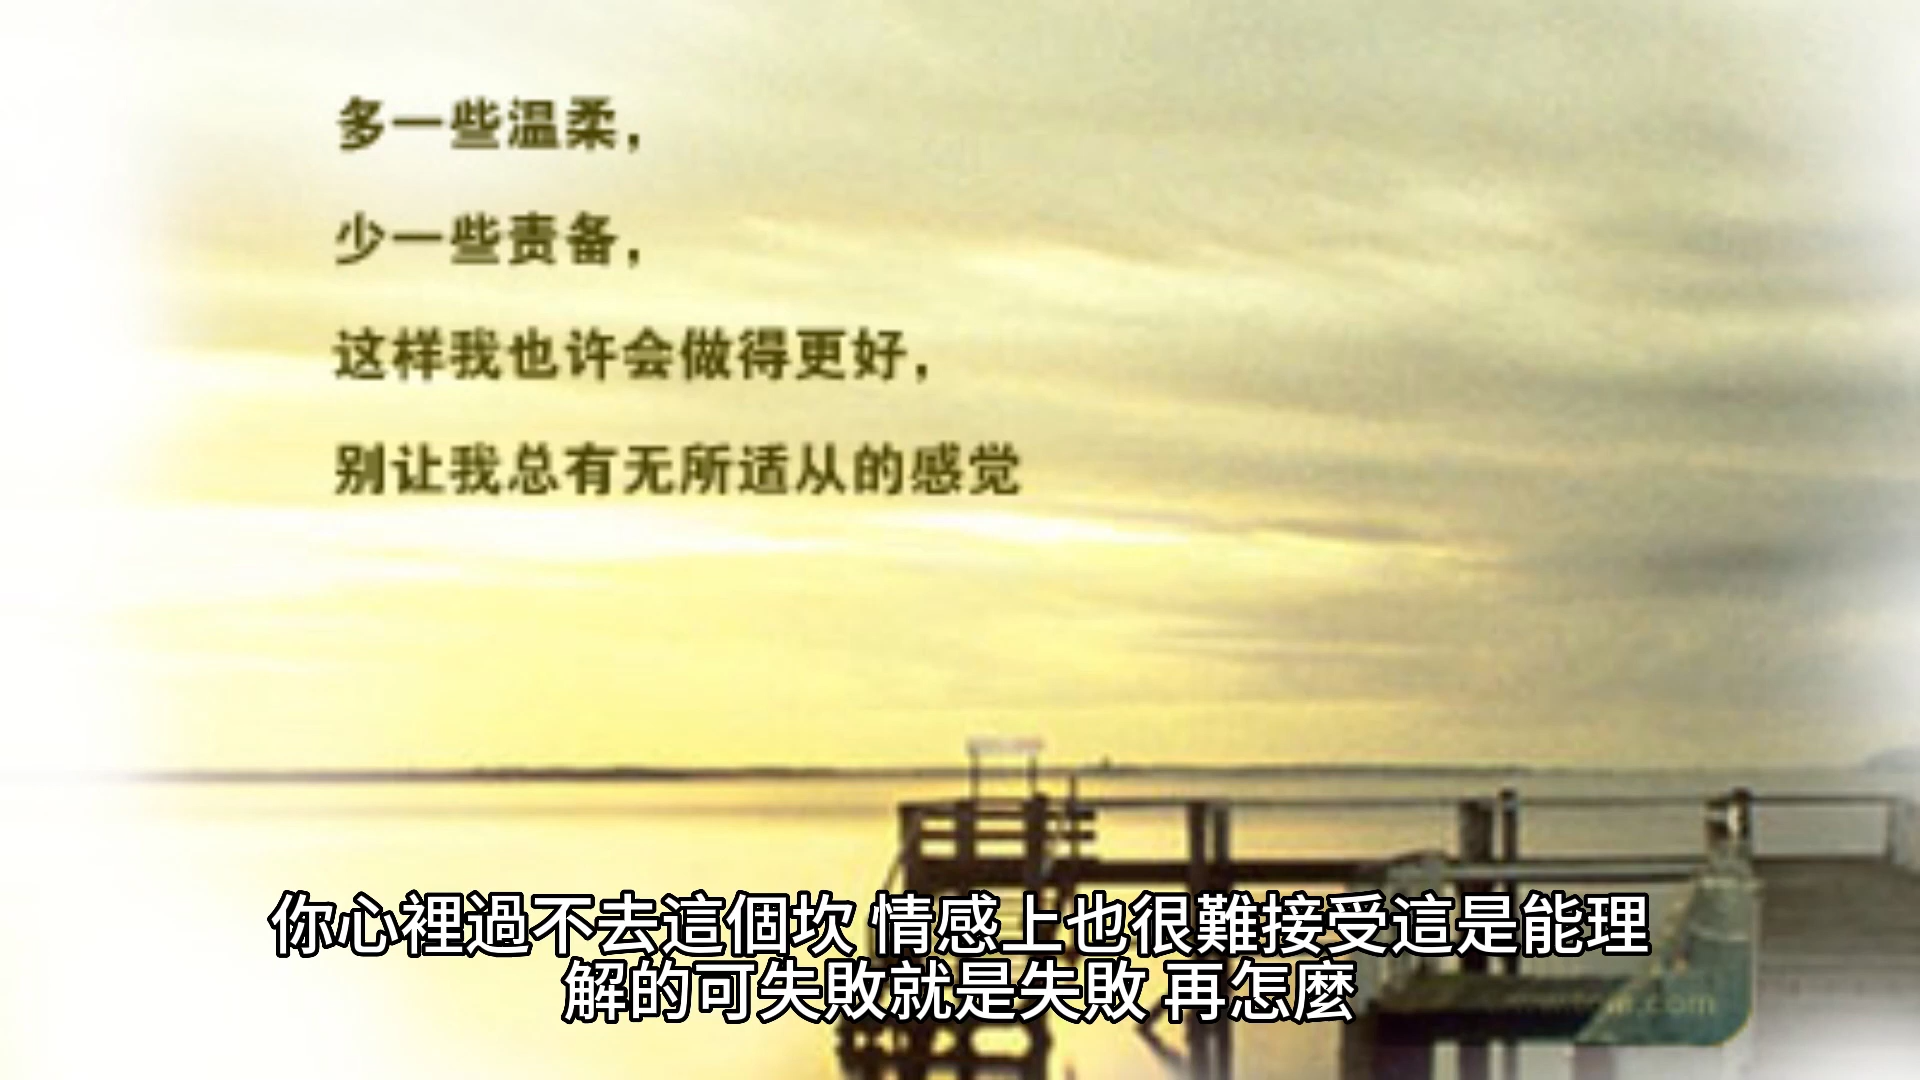 多一些温柔，
少一些责备，
这样我也许会做得更好，
别让我总有无所适从的感觉
你心裡過不去這個坎 情感上也很難接受這是能理
解的可失敗就是失敗 再怎麼